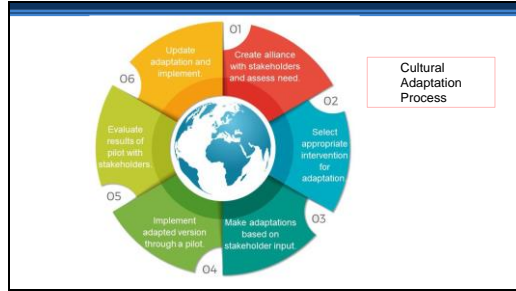 Cultural
Adaptation
Process
01
Create alliance
with stakeholders
and assess need.
02
Select
appropriate
intervention
for
adaptation.
03
Make adaptations
based on
stakeholder input.
04
Implement
adapted version
through a pilot.
05
Evaluate
results of
pilot with
stakeholders.
06
Update
adaptation and
implement.